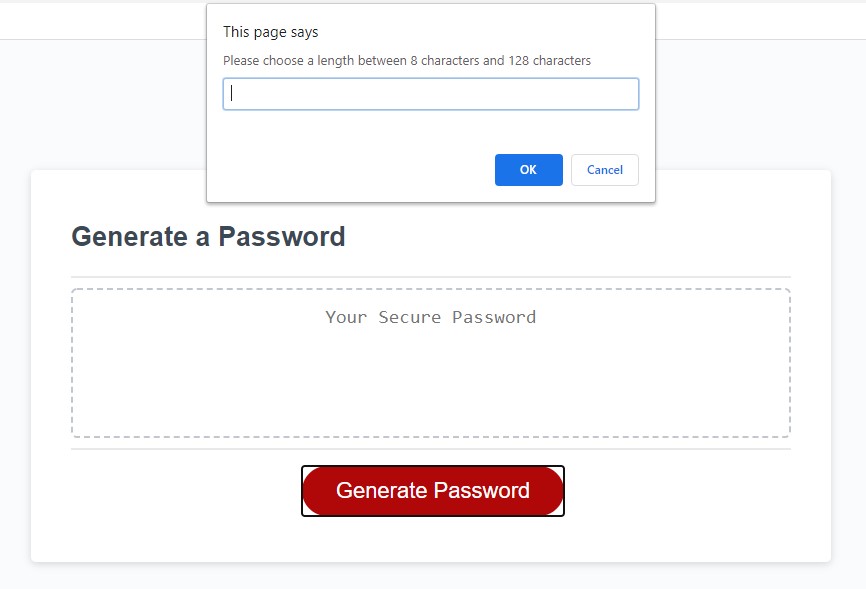 This page says
Please choose a length between 8 characters and 128 characters
OK
Cancel
Generate a Password
Your Secure Password
Generate Password